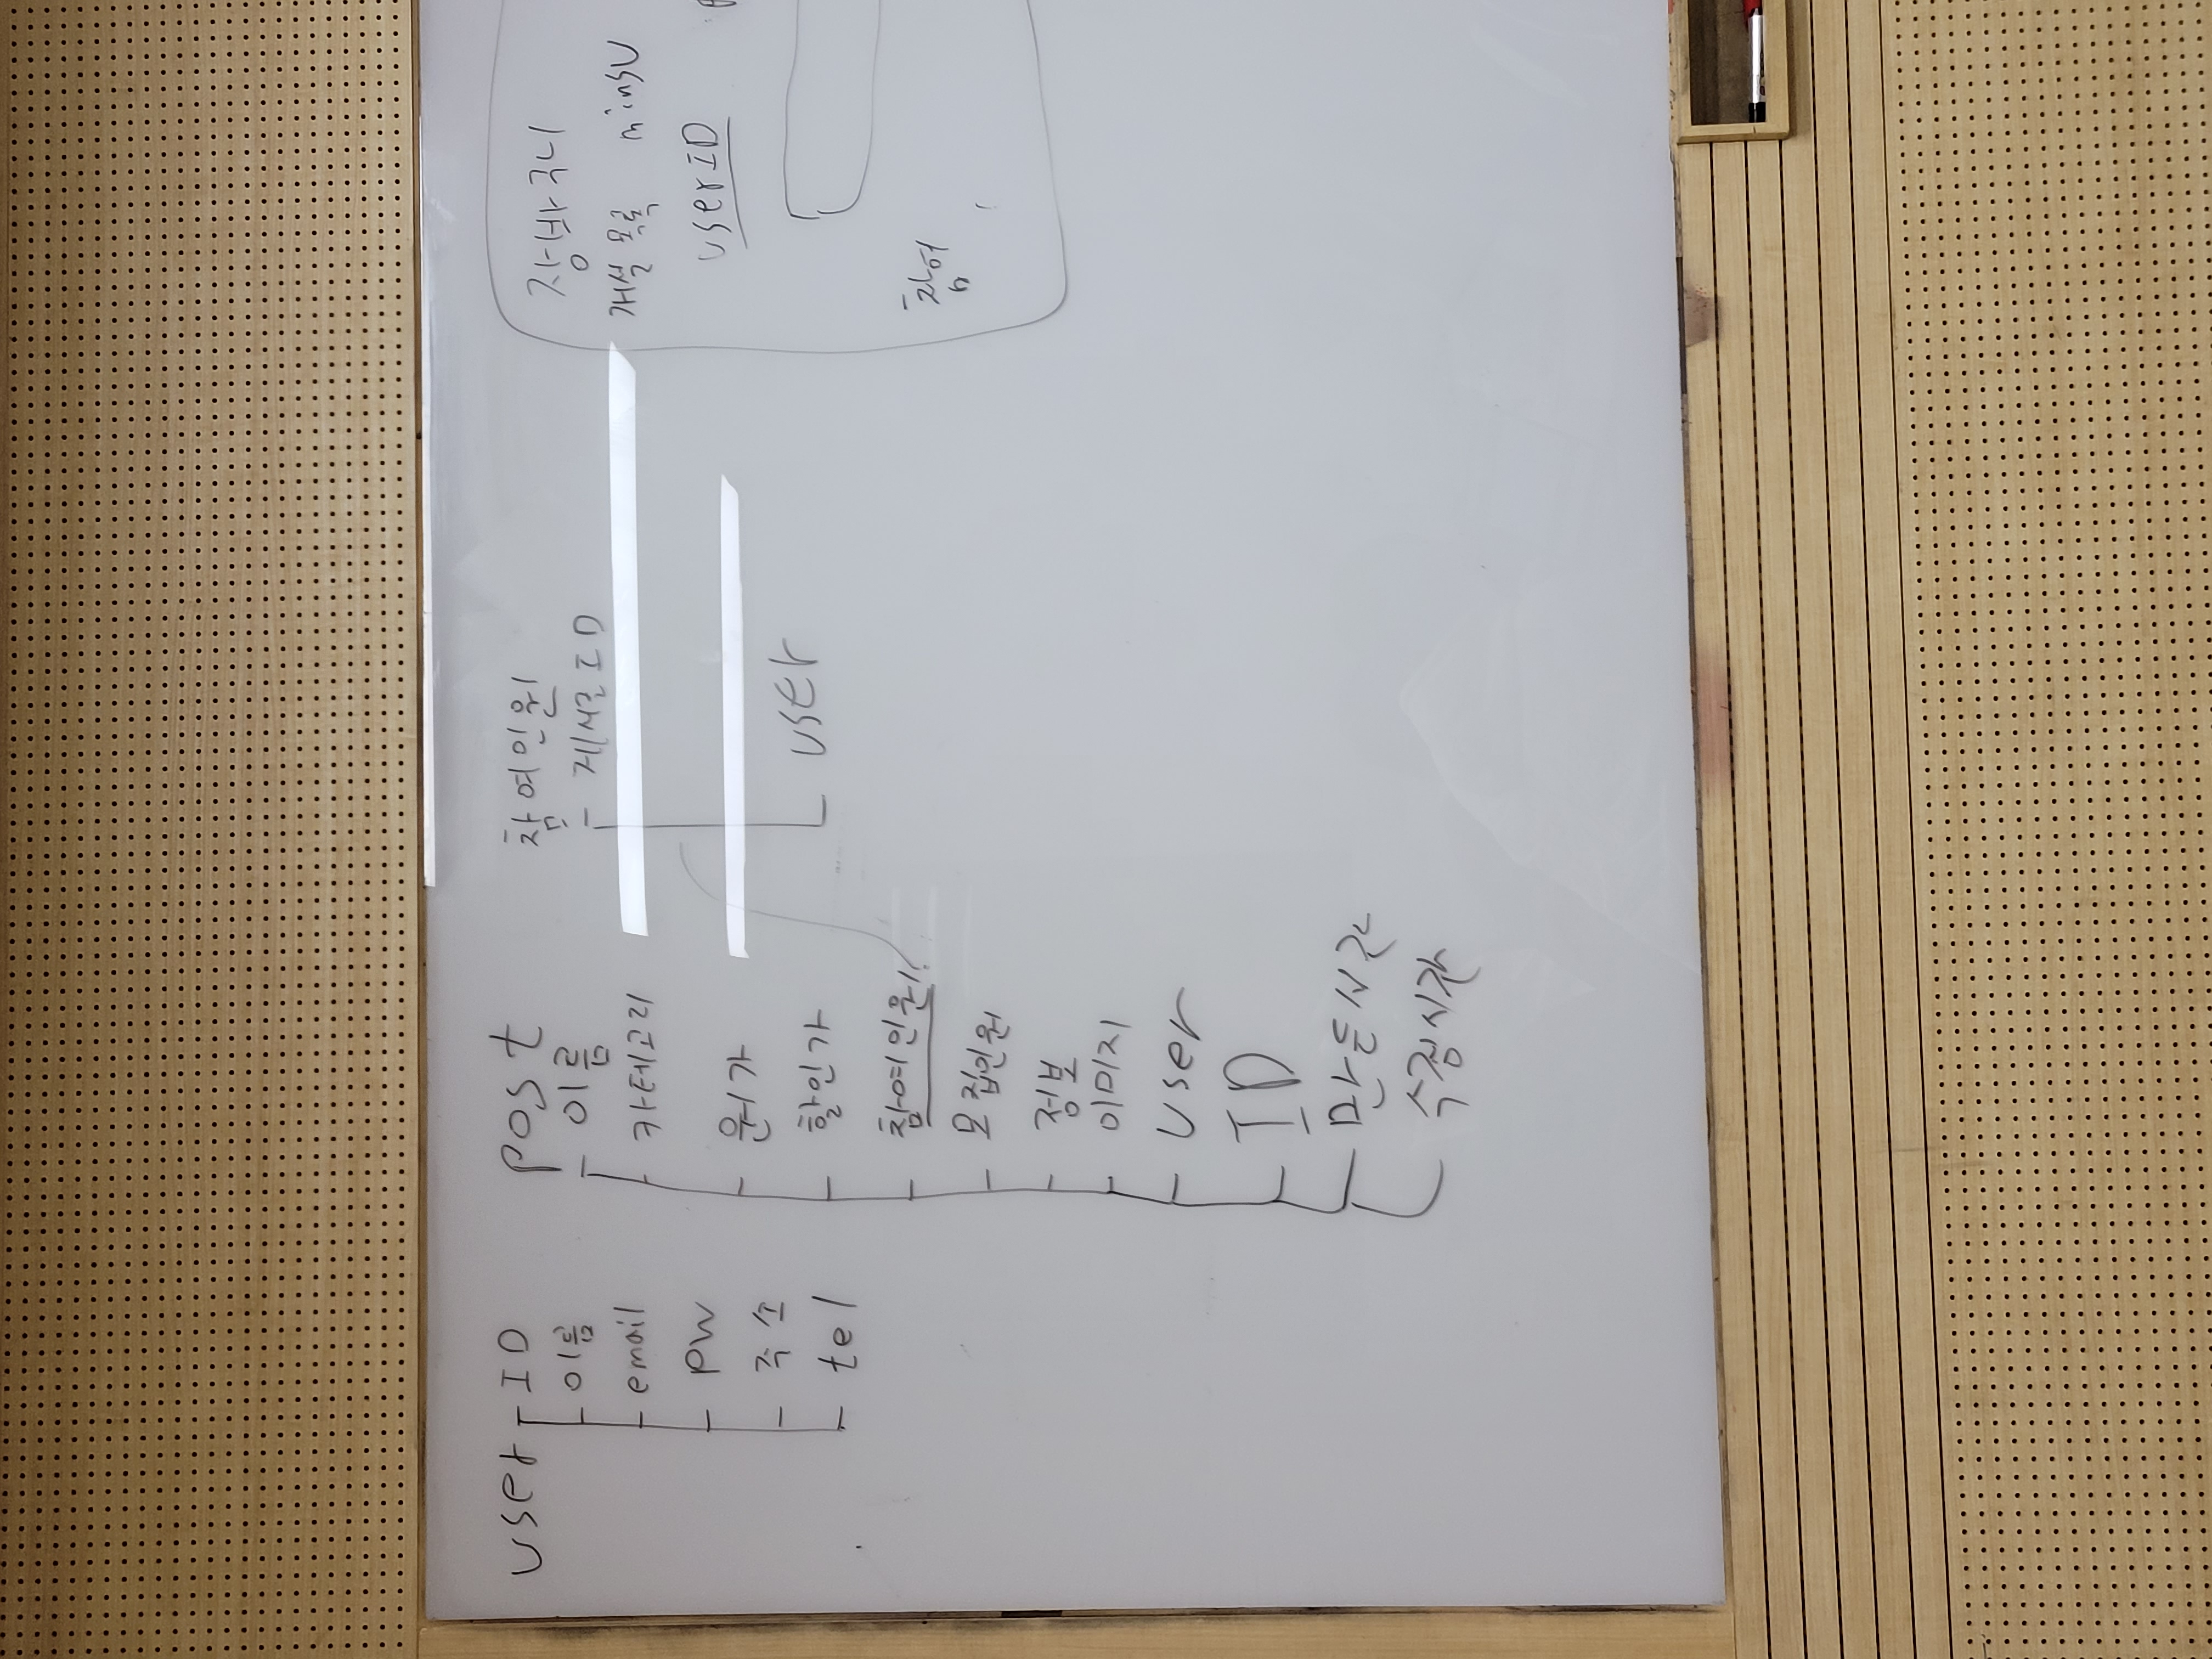 user
ID
이름
email
PW
주소
tel
post
이름
카테고리
원가
할인가
참여인원
모집인원
정보
이미지
user
ID
만든시간
수정시간
참여인원
게시글 ID
user
장바구니
개설 목록 minsu
userID
참여